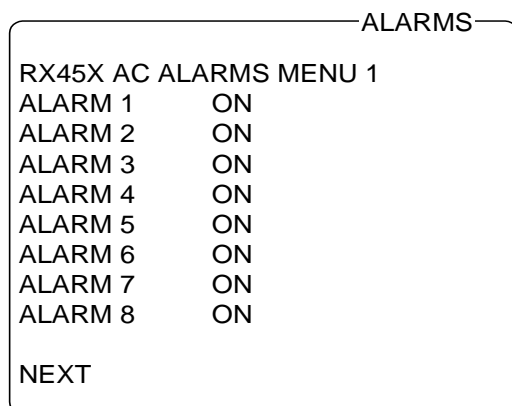 ALARMS
RX45X AC ALARMS MENU 1
ALARM 1 ON
ALARM 2 ON
ALARM 3 ON
ALARM 4 ON
ALARM 5 ON
ALARM 6 ON
ALARM 7 ON
ALARM 8 ON
NEXT